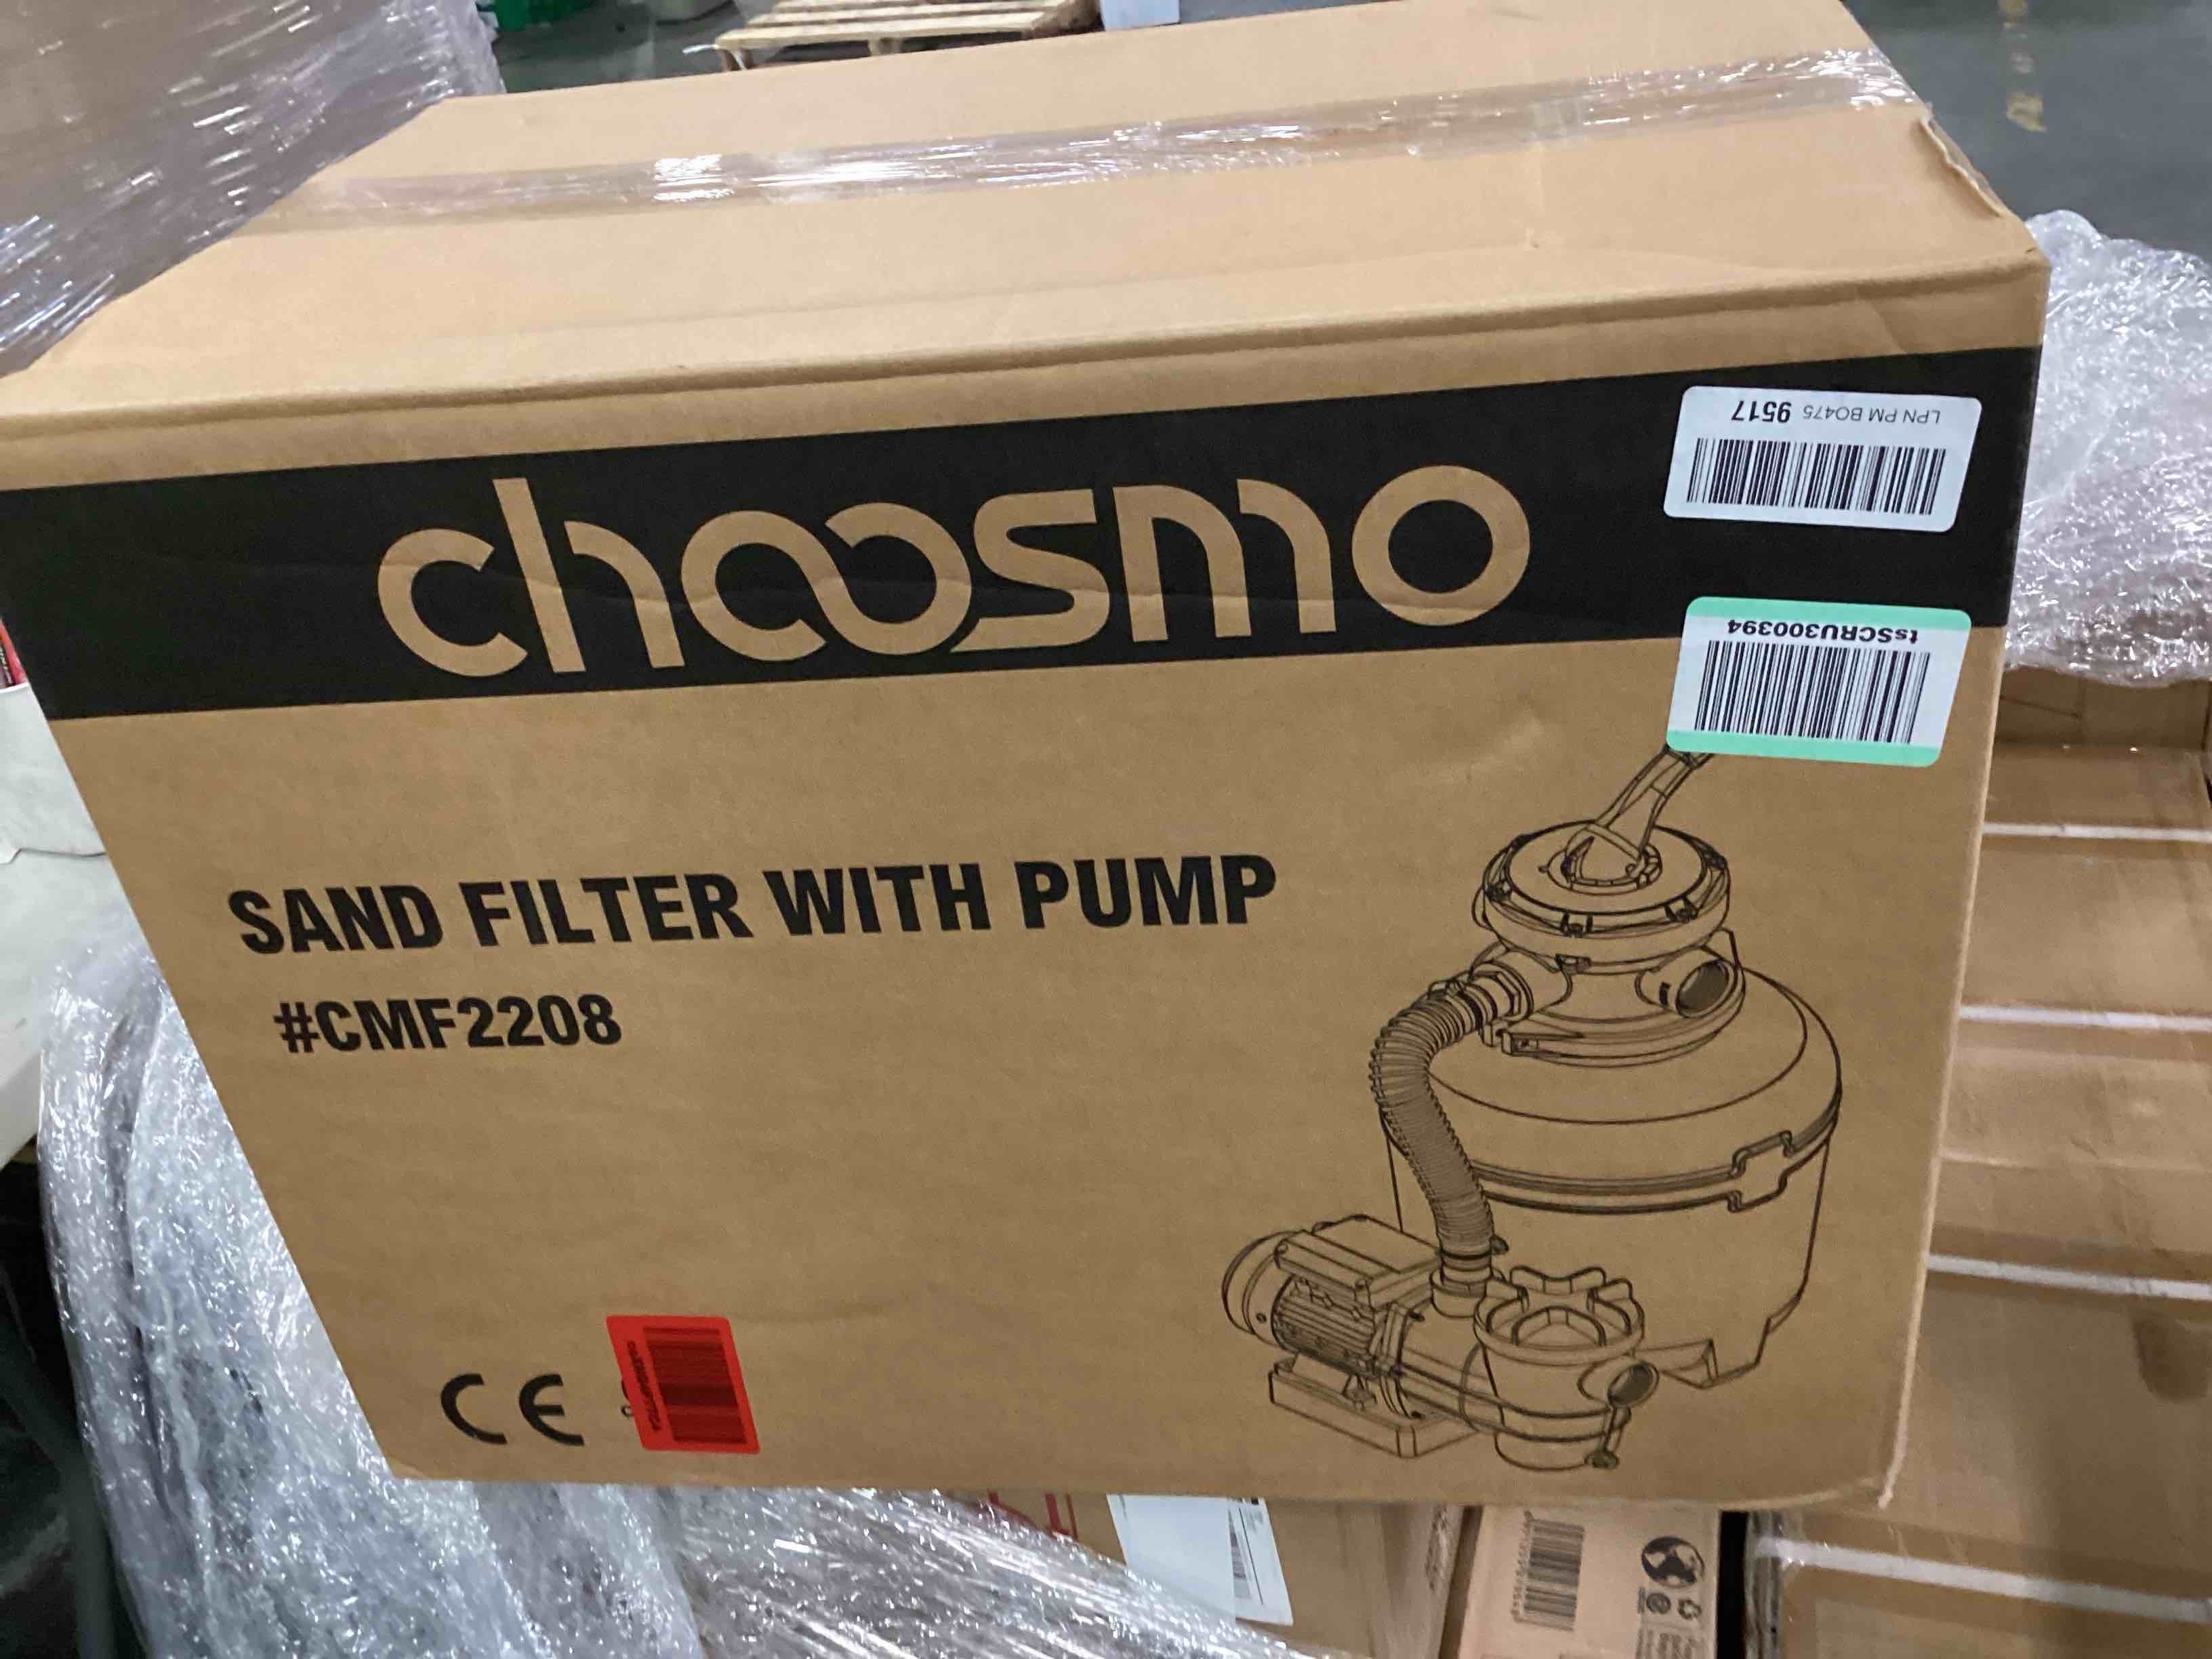 choosmo
LPN PM BO475 9517
tsSCRU300394
SAND FILTER WITH PUMP
#CMF2208
CE